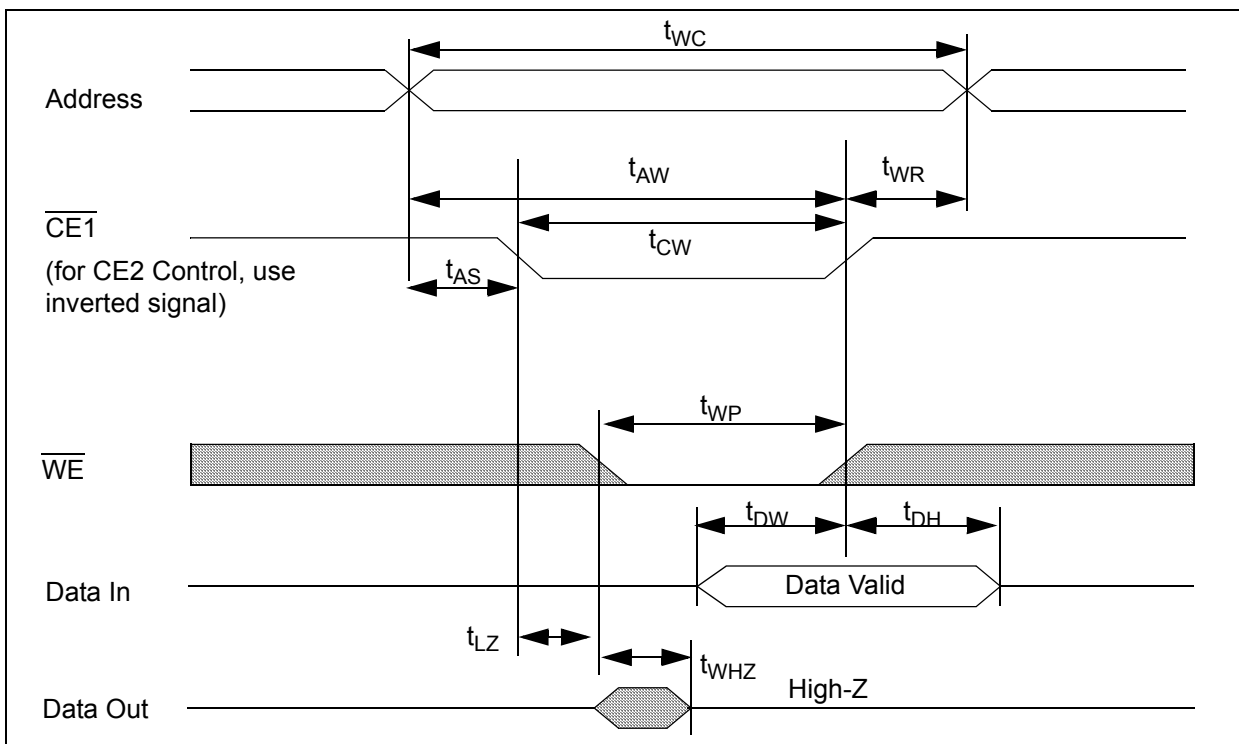 tWC
Address
tAW
tWR
CE1
tCW
(for CE2 Control, use
inverted signal)
tAS
tWP
WE
tDW
tDH
Data In
Data Valid
tLZ
tWHZ
High-Z
Data Out